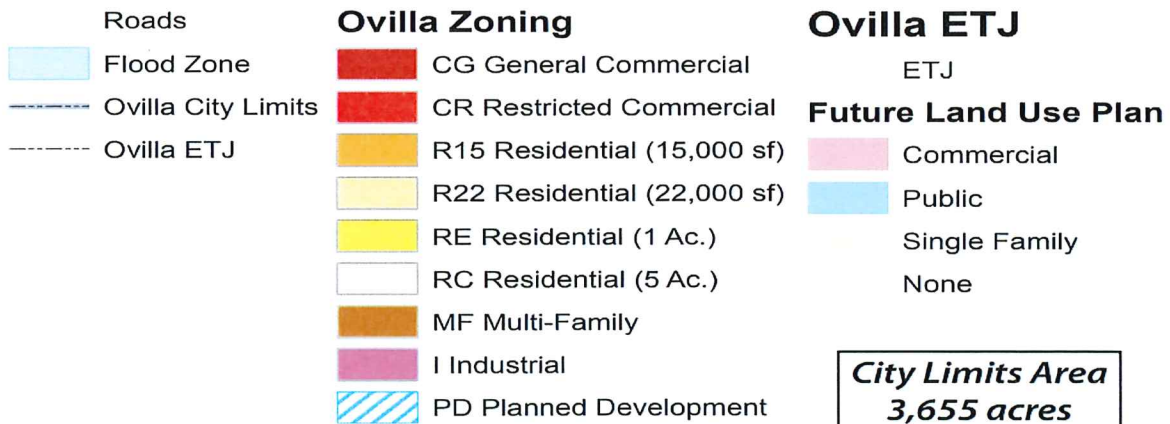 Roads
Flood Zone
Ovilla City Limits
Ovilla ETJ
Ovilla Zoning
CG General Commercial
CR Restricted Commercial
R15 Residential (15,000 sf)
R22 Residential (22,000 sf)
RE Residential (1 Ac.)
RC Residential (5 Ac.)
MF Multi-Family
I Industrial
PD Planned Development
Ovilla ETJ
ETJ
Future Land Use Plan
Commercial
Public
Single Family
None
City Limits Area
3,655 acres